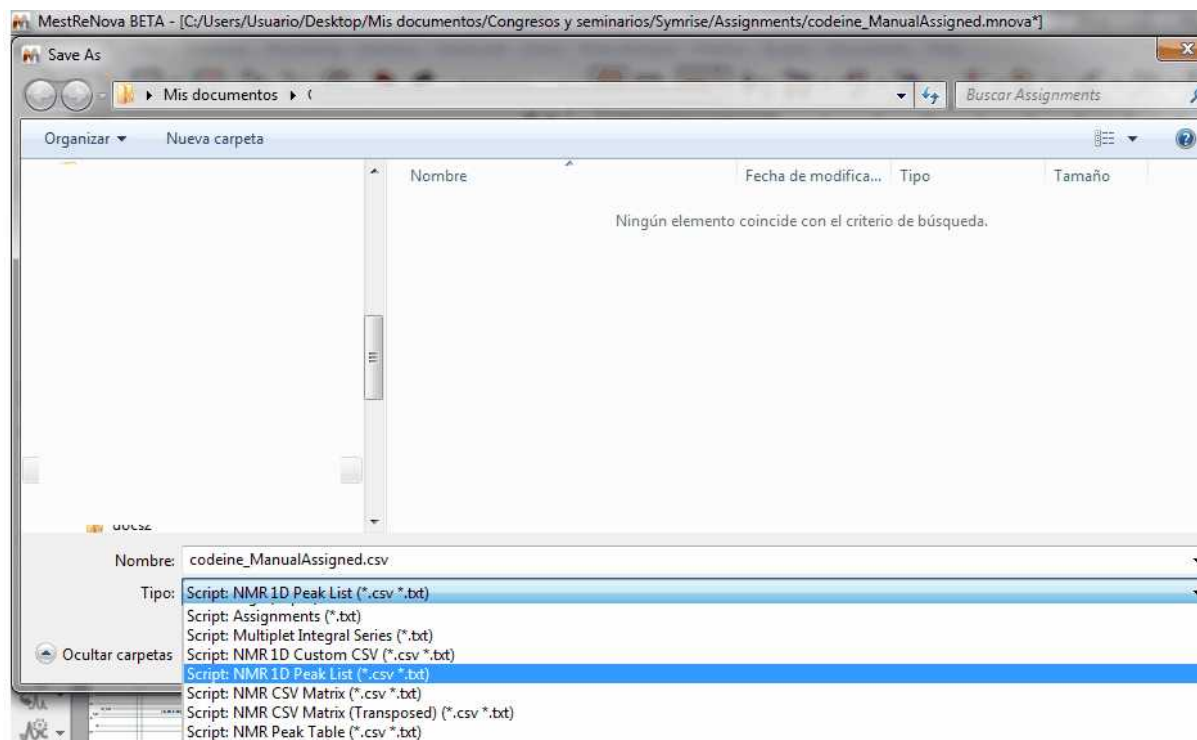 MestReNova BETA - [C:/Users/Usuario/Desktop/Mis documentos/Congresos y seminarios/Symrise/Assignments/codeine_ManualAssigned.mnova*]
Save As
Mis documentos
Buscar Assignments
Organizar
Nueva carpeta
Nombre
Fecha de modifica...
Tipo
Tamaño
Ningún elemento coincide con el criterio de búsqueda.
docs2
Nombre: codeine_ManualAssigned.csv
Tipo: Script: NMR 1D Peak List (*.csv *.txt)
Script: Assignments (*.txt)
Script: Multiplet Integral Series (*.txt)
Ocultar carpetas
Script: NMR 1D Custom CSV (*.csv *.txt)
Script: NMR 1D Peak List (*.csv *.txt)
Script: NMR CSV Matrix (*.csv *.txt)
Script: NMR CSV Matrix (Transposed) (*.csv *.txt)
Script: NMR Peak Table (*.csv *.txt)